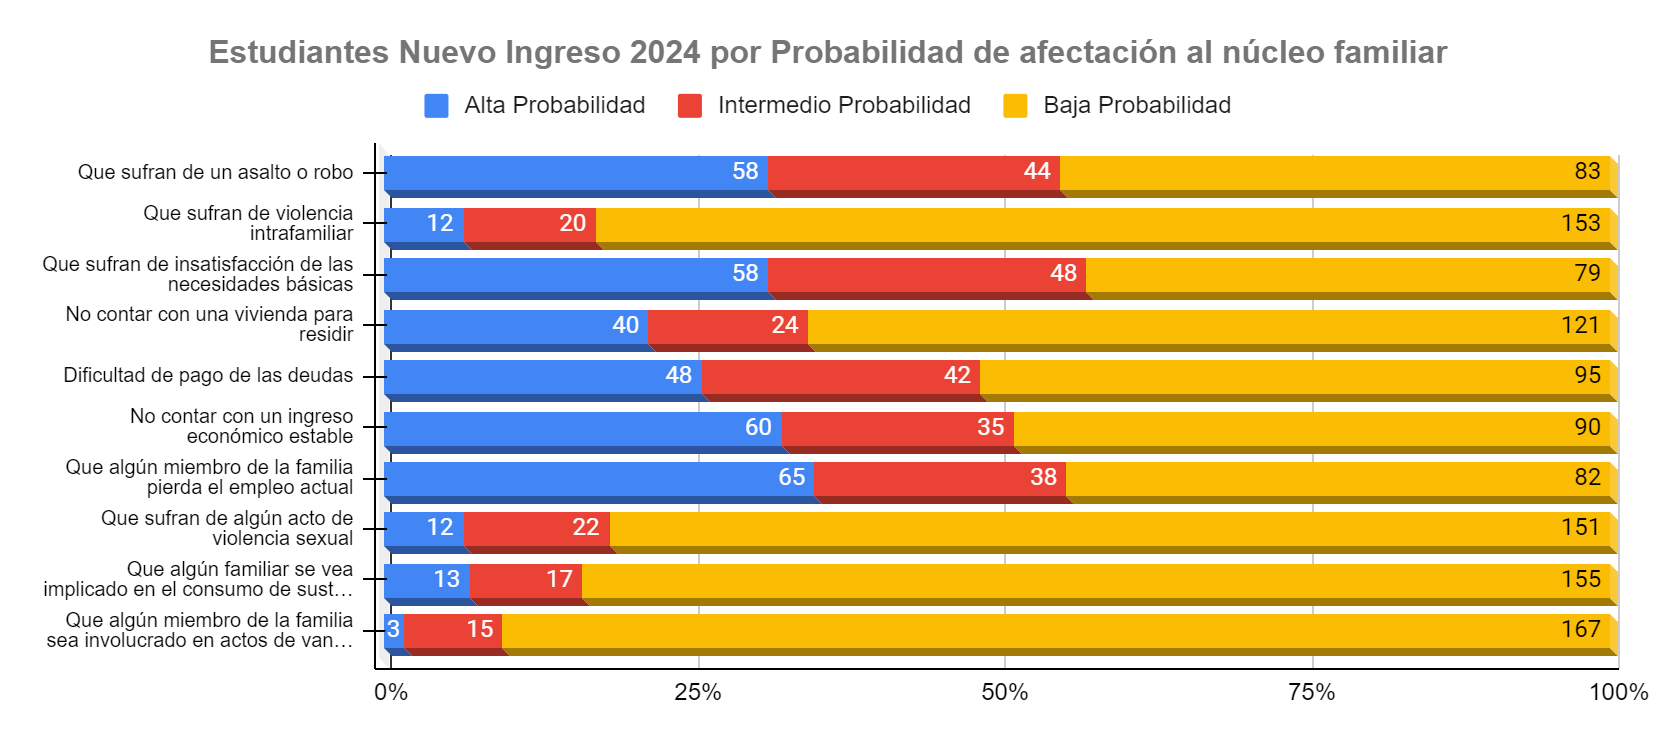 Estudiantes Nuevo Ingreso 2024 por Probabilidad de afectación al núcleo familiar
Alta Probabilidad Intermedio Probabilidad Baja Probabilidad
Que sufran de un asalto o robo 58 44 83
Que sufran de violencia
intrafamiliar 12 20 153
Que sufran de insatisfacción de las
necesidades básicas 58 48 79
No contar con una vivienda para
residir 40 24 121
Dificultad de pago de las deudas 48 42 95
No contar con un ingreso
económico estable 60 35 90
Que algún miembro de la familia
pierda el empleo actual 65 38 82
Que sufran de algún acto de
violencia sexual 12 22 151
Que algún familiar se vea
implicado en el consumo de sust… 13 17 155
Que algún miembro de la familia
sea involucrado en actos de van… 3 15 167
0% 25% 50% 75% 100%